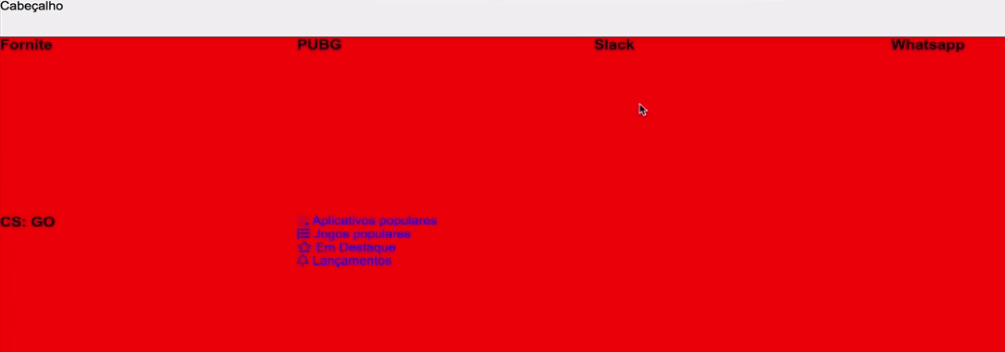 Cabeçalho
Fornite PUBG Slack Whatsapp
CS: GO
Aplicativos populares
Jogos populares
Em Destaque
Lançamentos